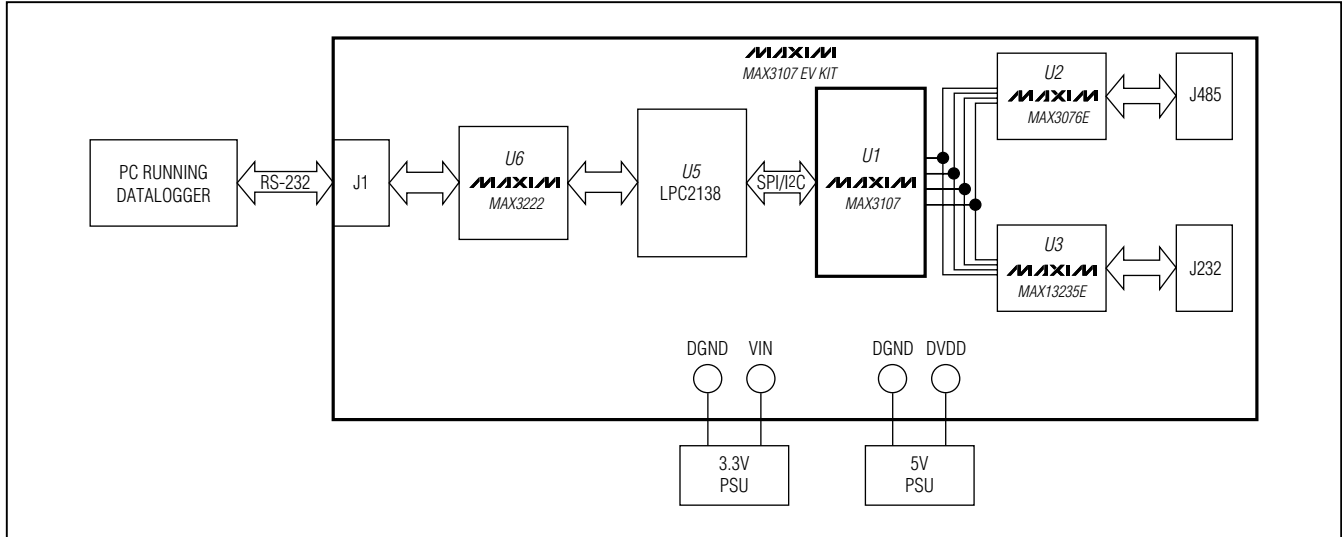 MAXIM
MAX3107 EV KIT
PC RUNNING
DATALOGGER
RS-232
J1
U6
MAXIM
MAX3222
U5
LPC2138
SPI/I2C
U1
MAXIM
MAX3107
U2
MAXIM
MAX3076E
J485
U3
MAXIM
MAX13235E
J232
DGND VIN
DGND DVDD
3.3V
PSU
5V
PSU